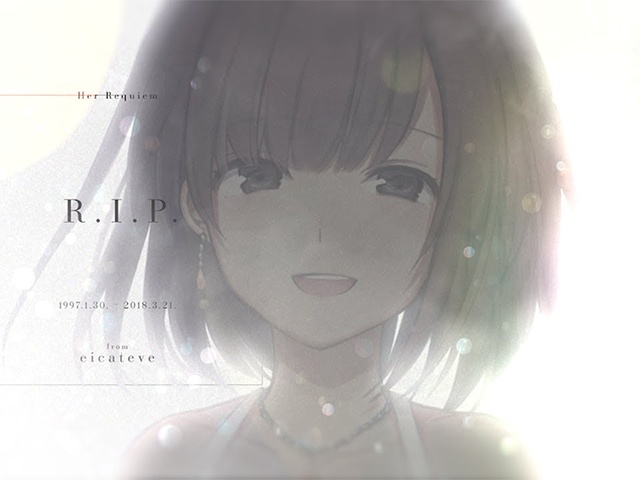 Her Requiem
R.I.P.
1997.1.30. - 2018.3.21.
from
eicateve